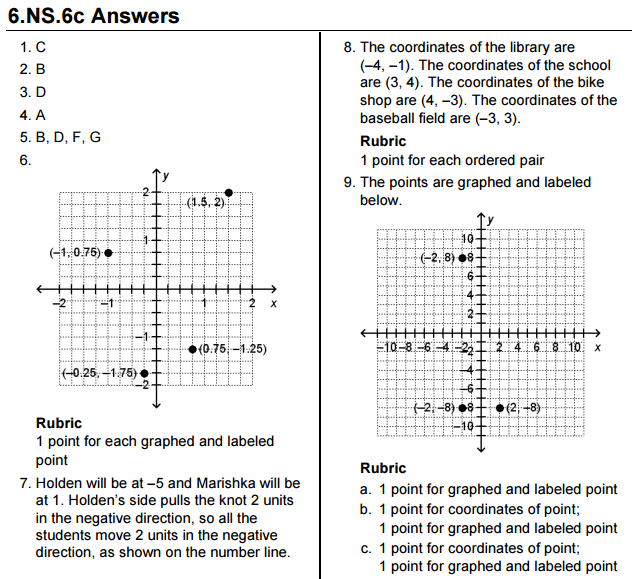 6.NS.6c Answers
1. C
2. B
3. D
4. A
5. B, D, F, G
6.
y
2
(1.5, 2)
1
(–1, 0.75)
–2 –1 1 2 x
–1
(0.75, –1.25)
(–0.25, –1.75)
–2
Rubric
1 point for each graphed and labeled
point
7. Holden will be at –5 and Marishka will be
at 1. Holden's side pulls the knot 2 units
in the negative direction, so all the
students move 2 units in the negative
direction, as shown on the number line.
8. The coordinates of the library are
(–4, –1). The coordinates of the school
are (3, 4). The coordinates of the bike
shop are (4, –3). The coordinates of the
baseball field are (–3, 3).
Rubric
1 point for each ordered pair
9. The points are graphed and labeled
below.
y
10
(–2, 8) 8
6
4
2
–10 –8 –6 –4 –2 2 4 6 8 10 x
–2
–4
–6
(–2, –8) –8 (2, –8)
–10
Rubric
a. 1 point for graphed and labeled point
b. 1 point for coordinates of point;
1 point for graphed and labeled point
c. 1 point for coordinates of point;
1 point for graphed and labeled point